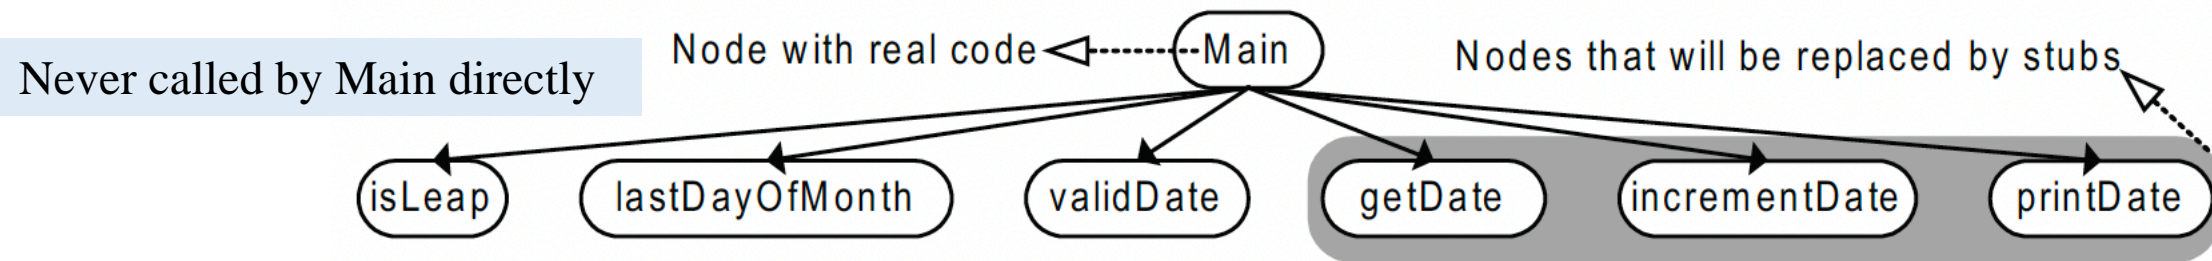 Never called by Main directly
Node with real code
Main
Nodes that will be replaced by stubs
isLeap
lastDayOfMonth
validDate
getDate
incrementDate
printDate